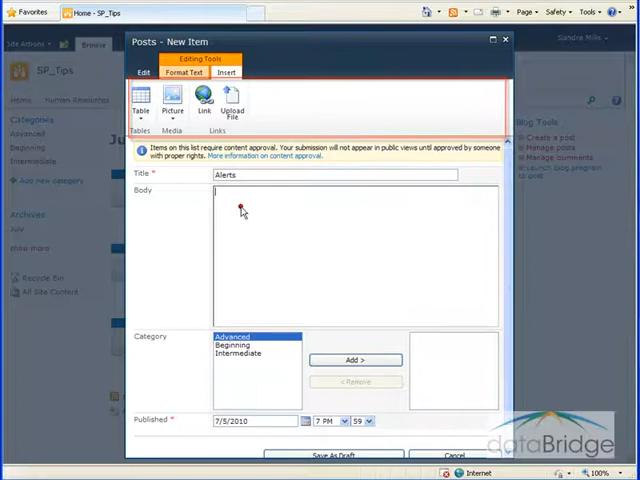 Favorites
Home - SP_Tips
Page
Safety
Tools
Site Actions
Browse
Sandra Mills
SP_Tips
Home
Human Resources
Categories
Advanced
Beginning
Intermediate
Add new category
Archives
July
show more
Recycle Bin
All Site Content
Posts - New Item
Editing Tools
Edit
Format Text
Insert
Table
Picture
Link
Upload
File
Tables
Media
Links
Items on this list require content approval. Your submission will not appear in public views until approved by someone
with proper rights. More information on content approval.
Title *
Alerts
Body
Category
Advanced
Beginning
Intermediate
Add >
< Remove
Published *
7/5/2010
7 PM
59
Save As Draft
Cancel
Blog Tools
Create a post
Manage posts
Manage comments
Launch blog program
to post
dataBridge
Internet
100%